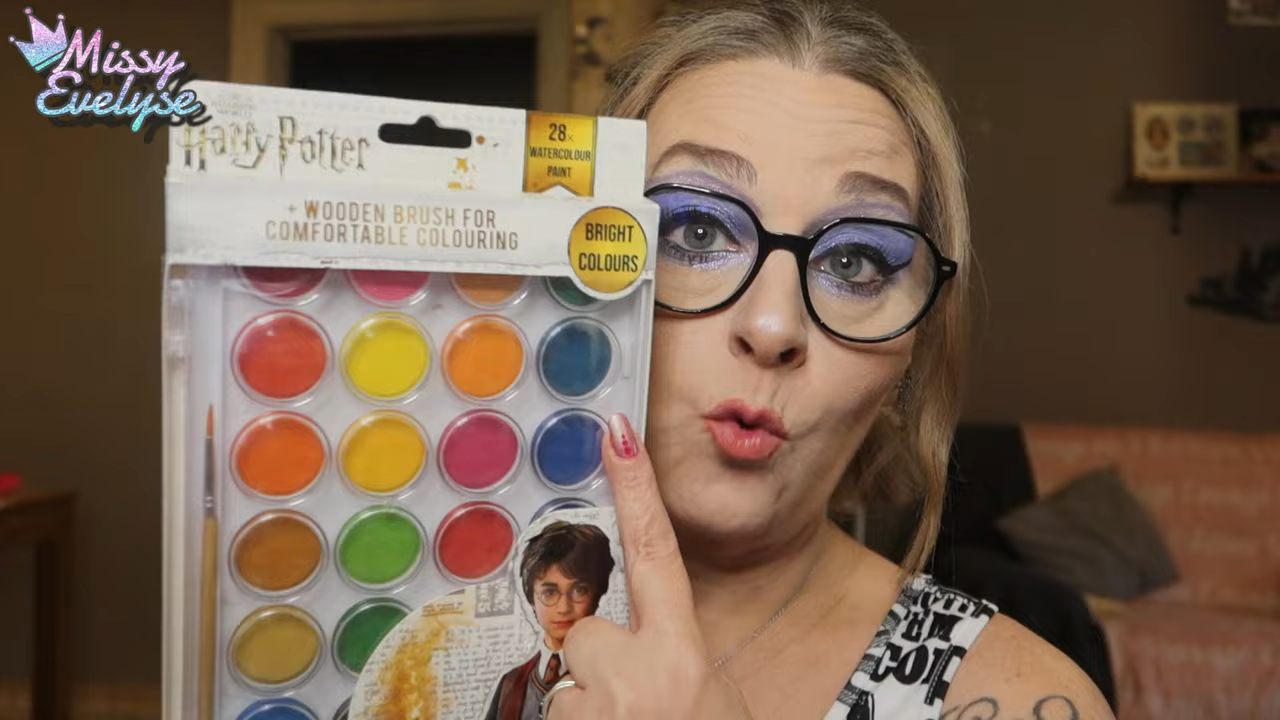 Missy
Evelyse
Harry Potter
28x
WATERCOLOUR
PAINT
+ WOODEN BRUSH FOR
COMFORTABLE COLOURING
BRIGHT
COLOURS